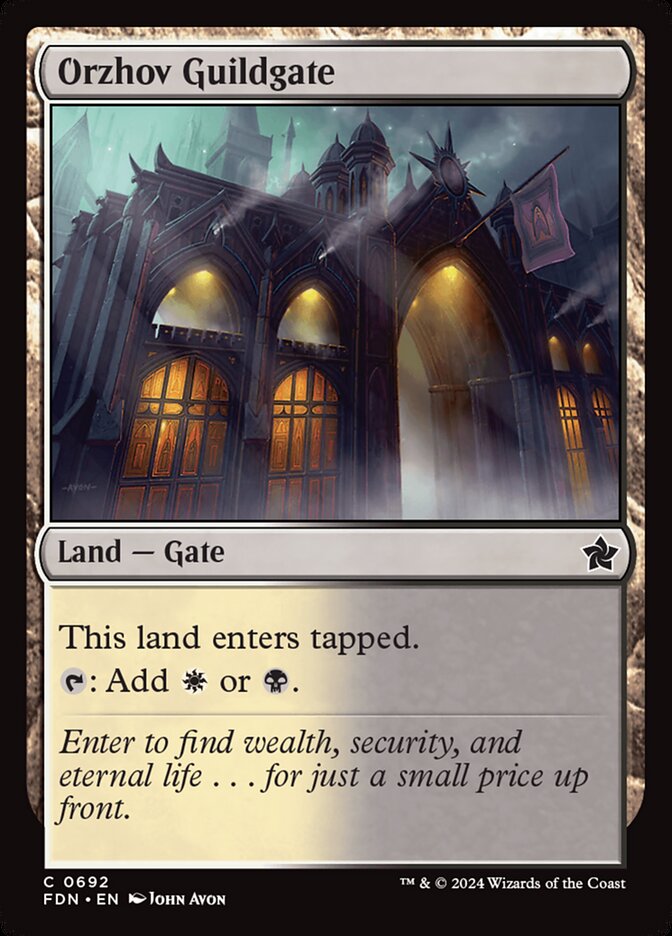 Orzhov Guildgate
-AVON-
Land — Gate
This land enters tapped.
: Add or .
Enter to find wealth, security, and
eternal life . . . for just a small price up
front.
C 0692
FDN • EN John Avon
™ & © 2024 Wizards of the Coast